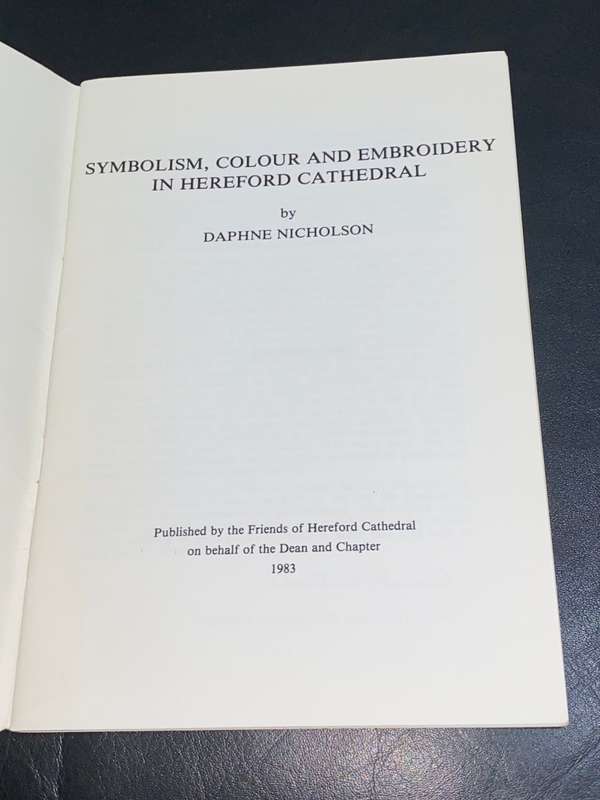 SYMBOLISM, COLOUR AND EMBROIDERY
IN HEREFORD CATHEDRAL
by
DAPHNE NICHOLSON
Published by the Friends of Hereford Cathedral
on behalf of the Dean and Chapter
1983